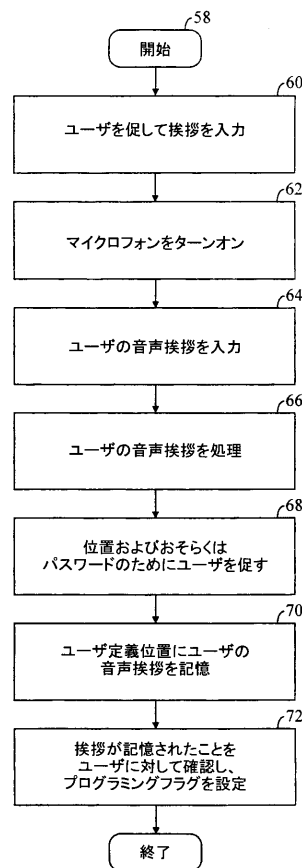 58
開始
60
ユーザを促して挨拶を入力
62
マイクロフォンをターンオン
64
ユーザの音声挨拶を入力
66
ユーザの音声挨拶を処理
68
位置およびおそらくは
パスワードのためにユーザを促す
70
ユーザ定義位置にユーザの
音声挨拶を記憶
72
挨拶が記憶されたことを
ユーザに対して確認し、
プログラミングフラグを設定
終了